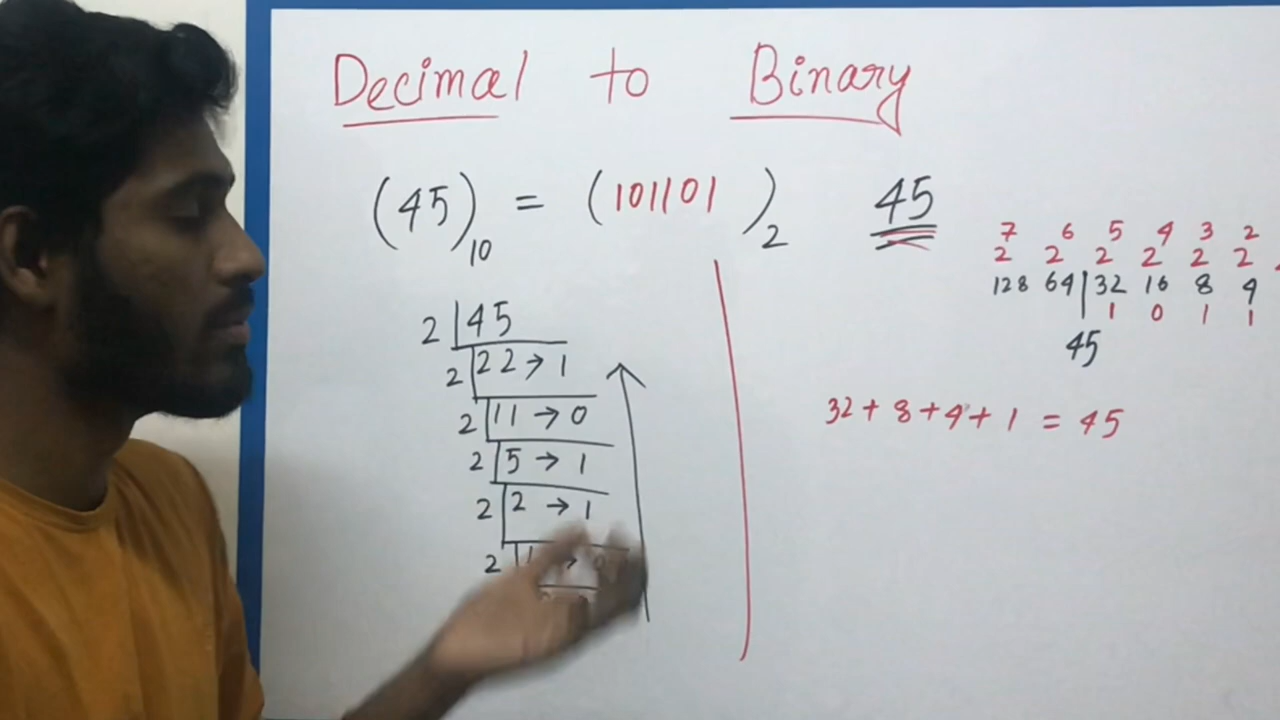 Decimal to Binary
(45)10 = (101101)2 45
2 | 45
2 | 22 → 1
2 | 11 → 0
2 | 5 → 1
2 | 2 → 1
2 | 1 →
7 6 5 4 3 2
2 2 2 2 2 2
128 64 | 32 16 8 4
1 0 1 1
45
32 + 8 + 4 + 1 = 45